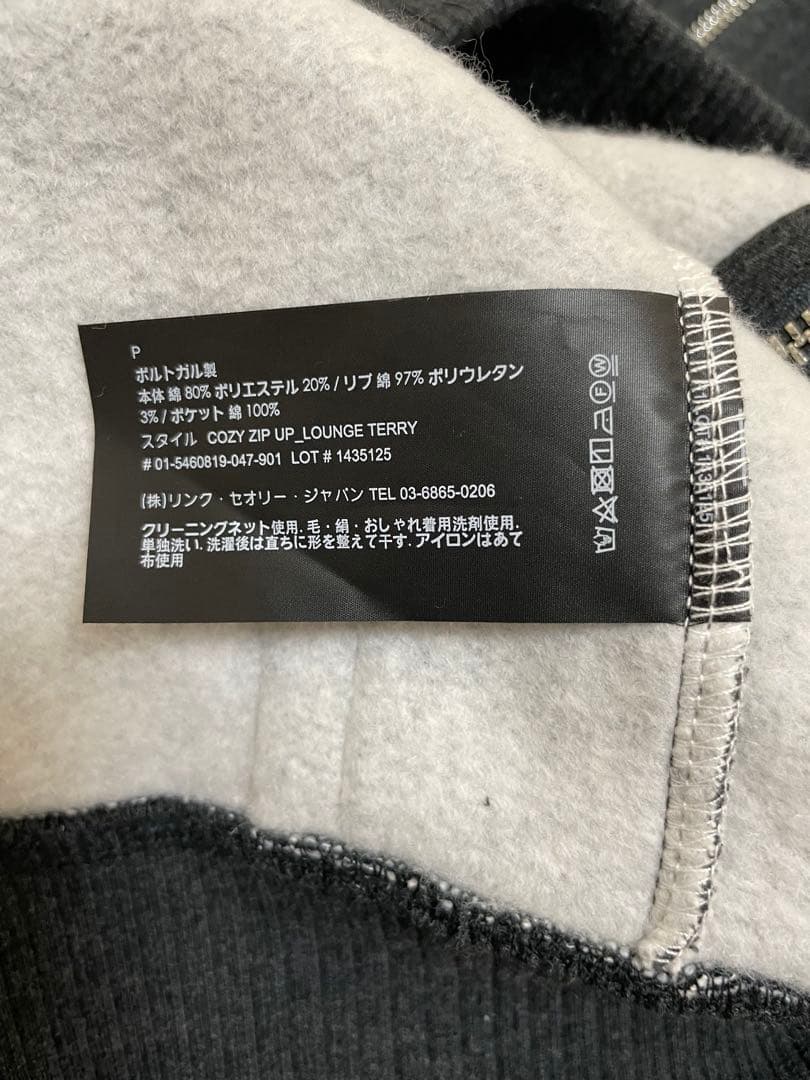 P
ポルトガル製
本体 綿 80% ポリエステル 20% / リブ 綿 97% ポリウレタン
3% / ポケット 綿 100%
スタイル COZY ZIP UP_LOUNGE TERRY
# 01-5460819-047-901 LOT # 1435125
(株)リンク・セオリー・ジャパン TEL 03-6865-0206
クリーニングネット使用. 毛・絹・おしゃれ着用洗剤使用.
単独洗い. 洗濯後は直ちに形を整えて干す. アイロンはあて
布使用
W
F